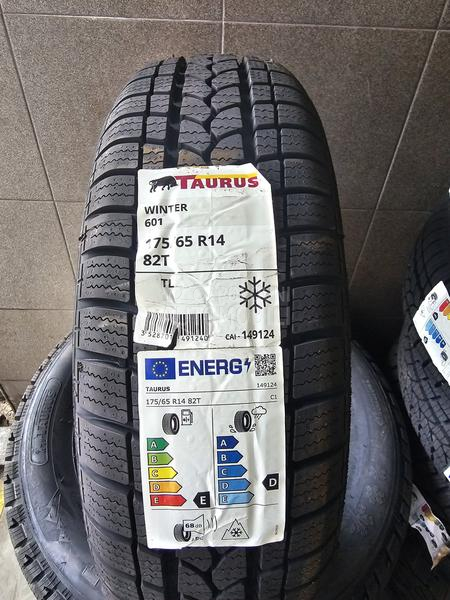 TAURUS
WINTER
601
175 65 R14
82T
TL
CAI - 149124
ENERG
TAURUS 149124
175/65 R14 82T C1
A A
B B
C C
D D D
E E E
68 dB